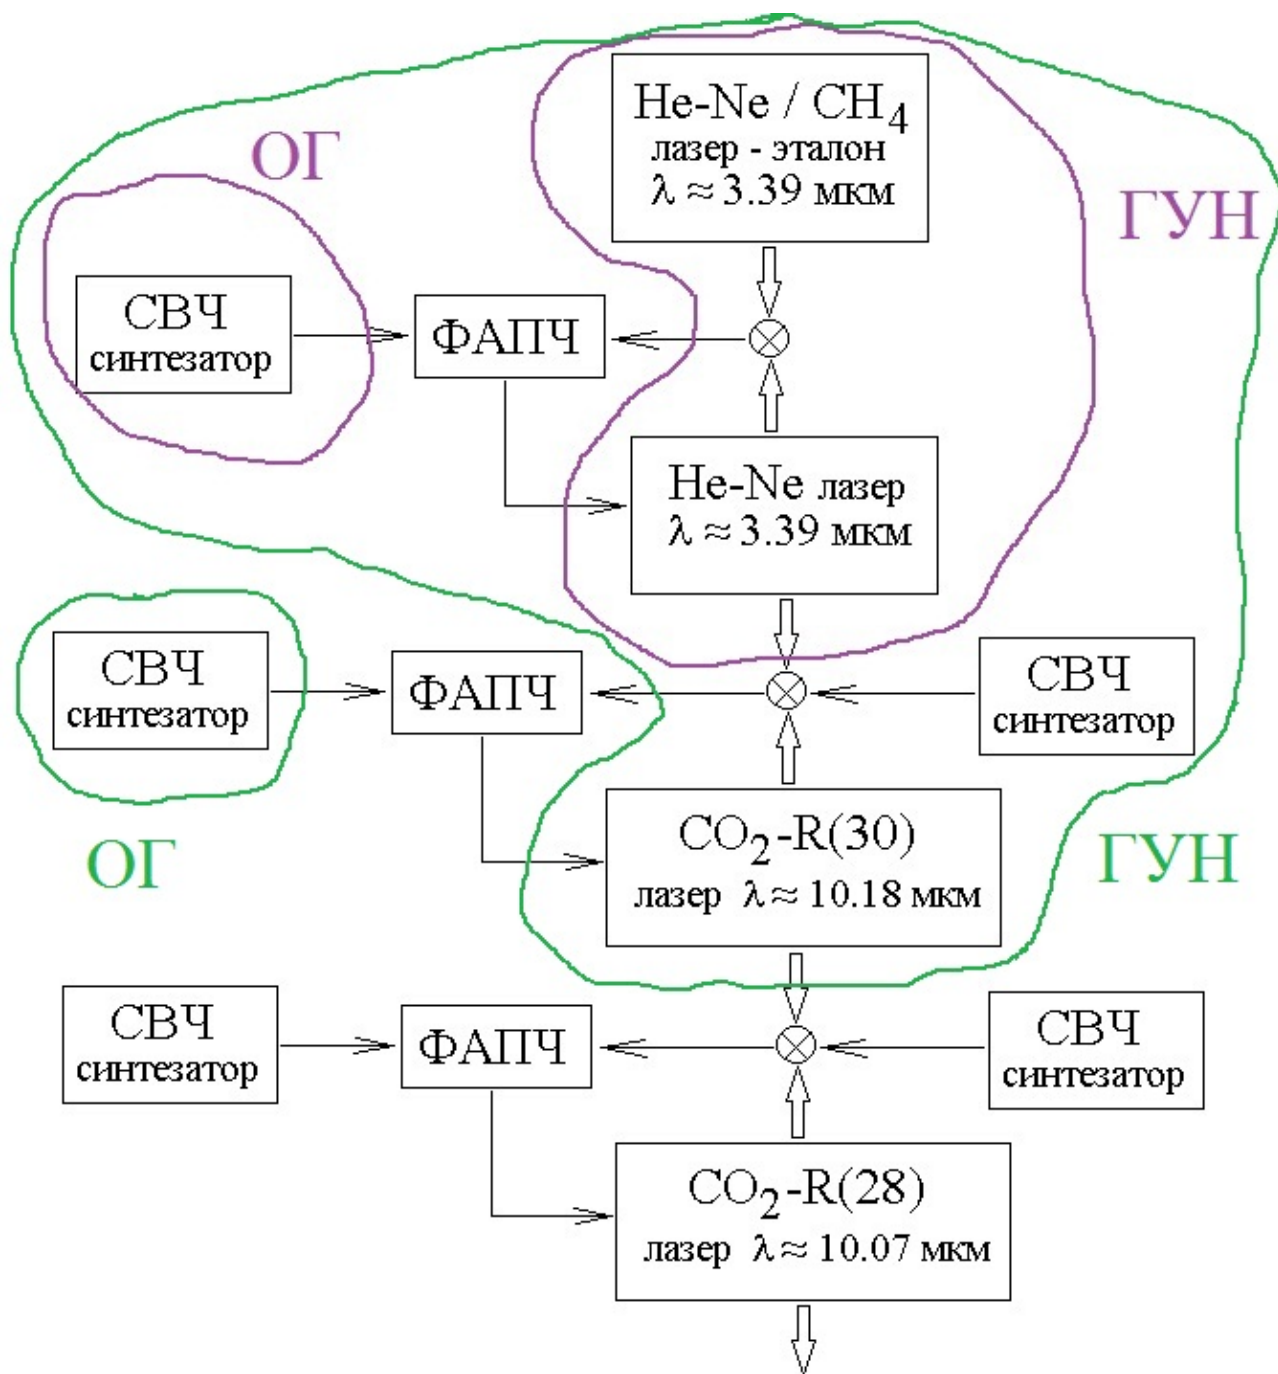 He-Ne / CH4
лазер - эталон
λ ≈ 3.39 мкм
ОГ
ГУН
СВЧ
синтезатор
ФАПЧ
He-Ne лазер
λ ≈ 3.39 мкм
СВЧ
синтезатор
ФАПЧ
СВЧ
синтезатор
CO2-R(30)
лазер λ ≈ 10.18 мкм
ОГ
ГУН
СВЧ
синтезатор
ФАПЧ
СВЧ
синтезатор
CO2-R(28)
лазер λ ≈ 10.07 мкм